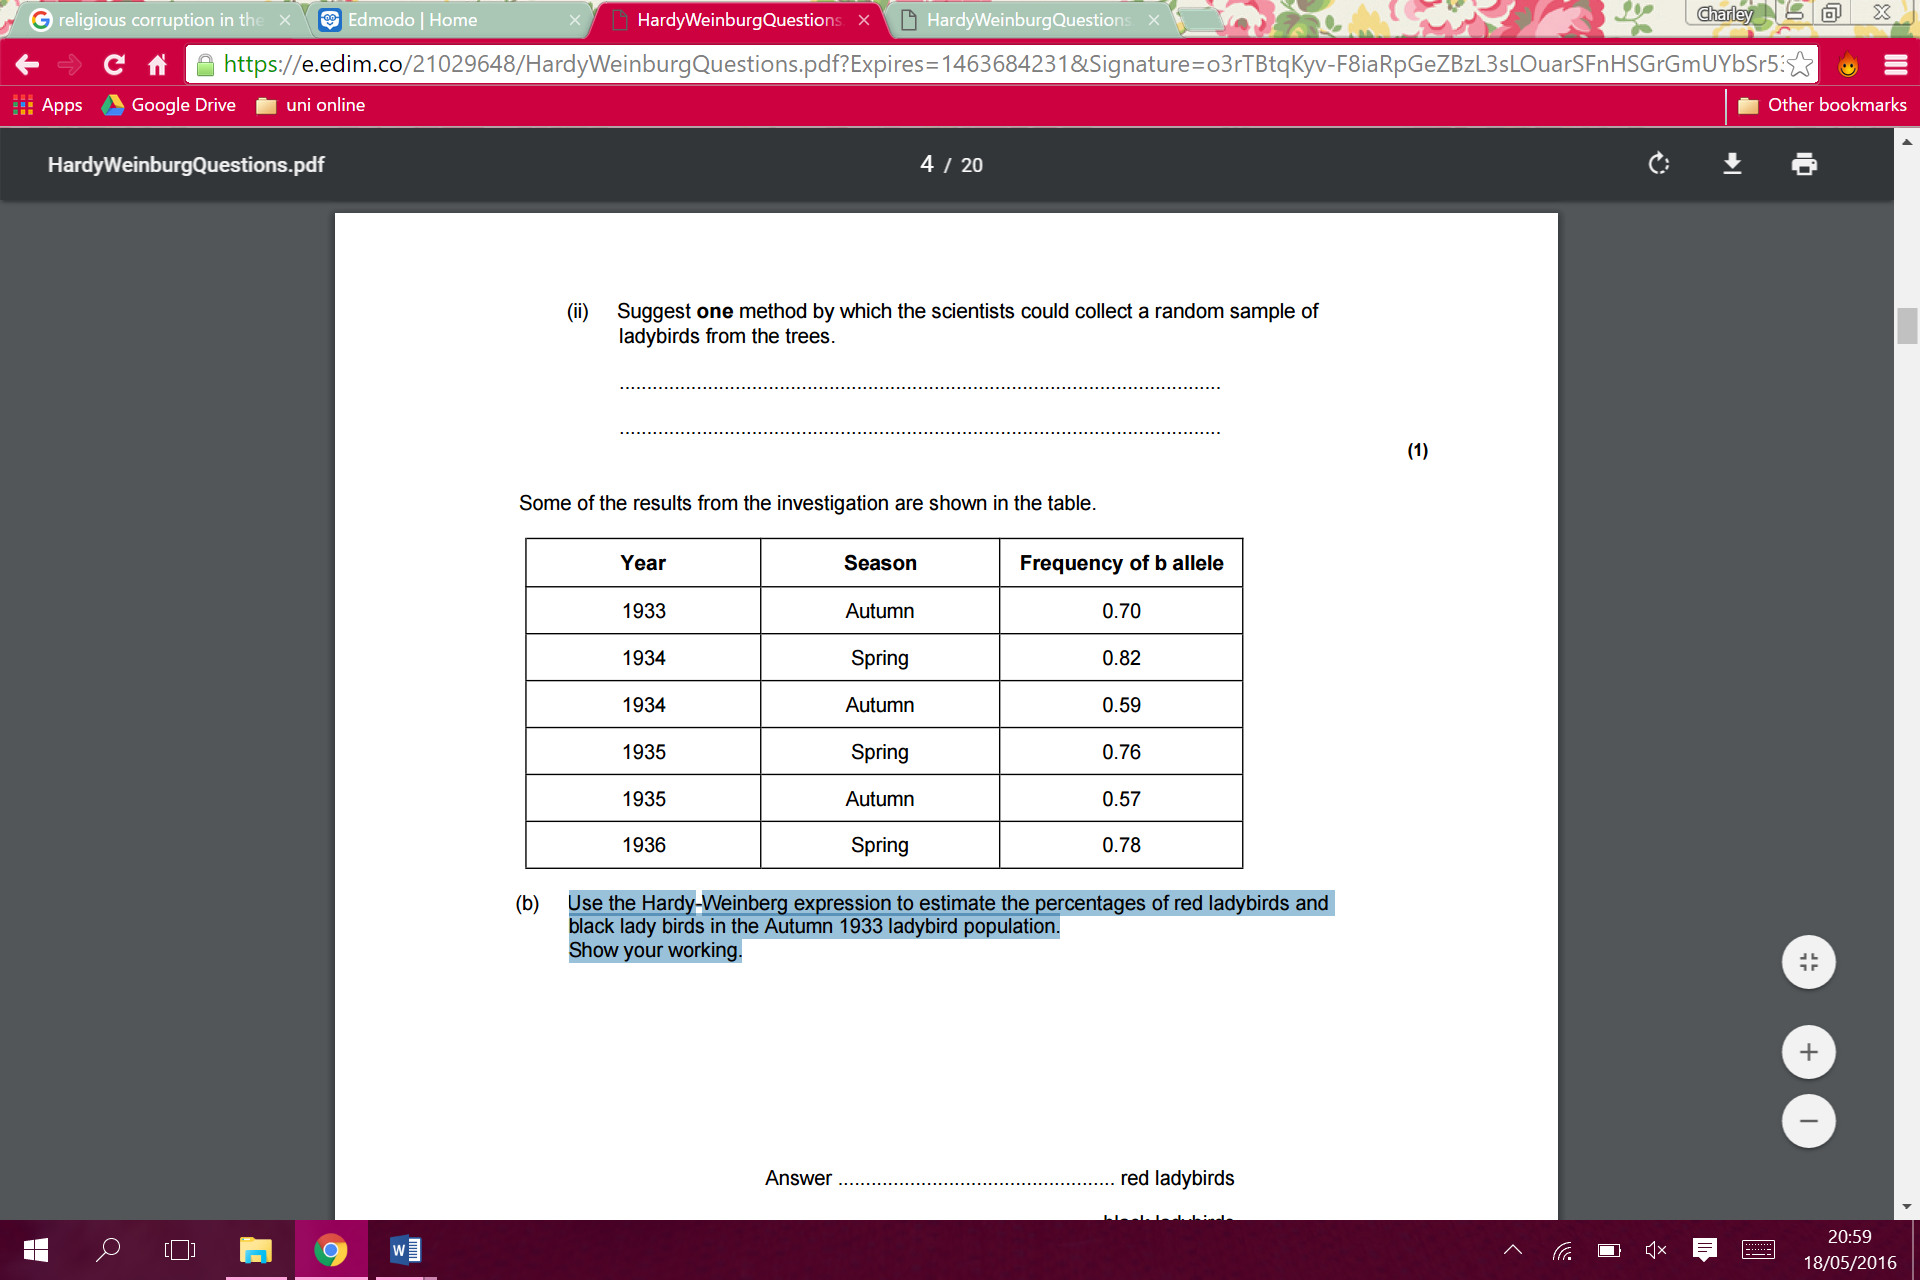 religious corruption in the
Edmodo | Home
HardyWeinburgQuestions
HardyWeinburgQuestions
Charley
https://e.edim.co/21029648/HardyWeinburgQuestions.pdf?Expires=1463684231&Signature=o3rTBtqKyv-F8iaRpGeZBzL3sLOuarSFnHSGrGmUYbSr5
Apps
Google Drive
uni online
Other bookmarks
HardyWeinburgQuestions.pdf
4 / 20
(ii) Suggest one method by which the scientists could collect a random sample of
ladybirds from the trees.
(1)
Some of the results from the investigation are shown in the table.
Year Season Frequency of b allele
1933 Autumn 0.70
1934 Spring 0.82
1934 Autumn 0.59
1935 Spring 0.76
1935 Autumn 0.57
1936 Spring 0.78
(b) Use the Hardy-Weinberg expression to estimate the percentages of red ladybirds and
black lady birds in the Autumn 1933 ladybird population.
Show your working.
Answer .................................................. red ladybirds
black ladybirds
20:59
18/05/2016